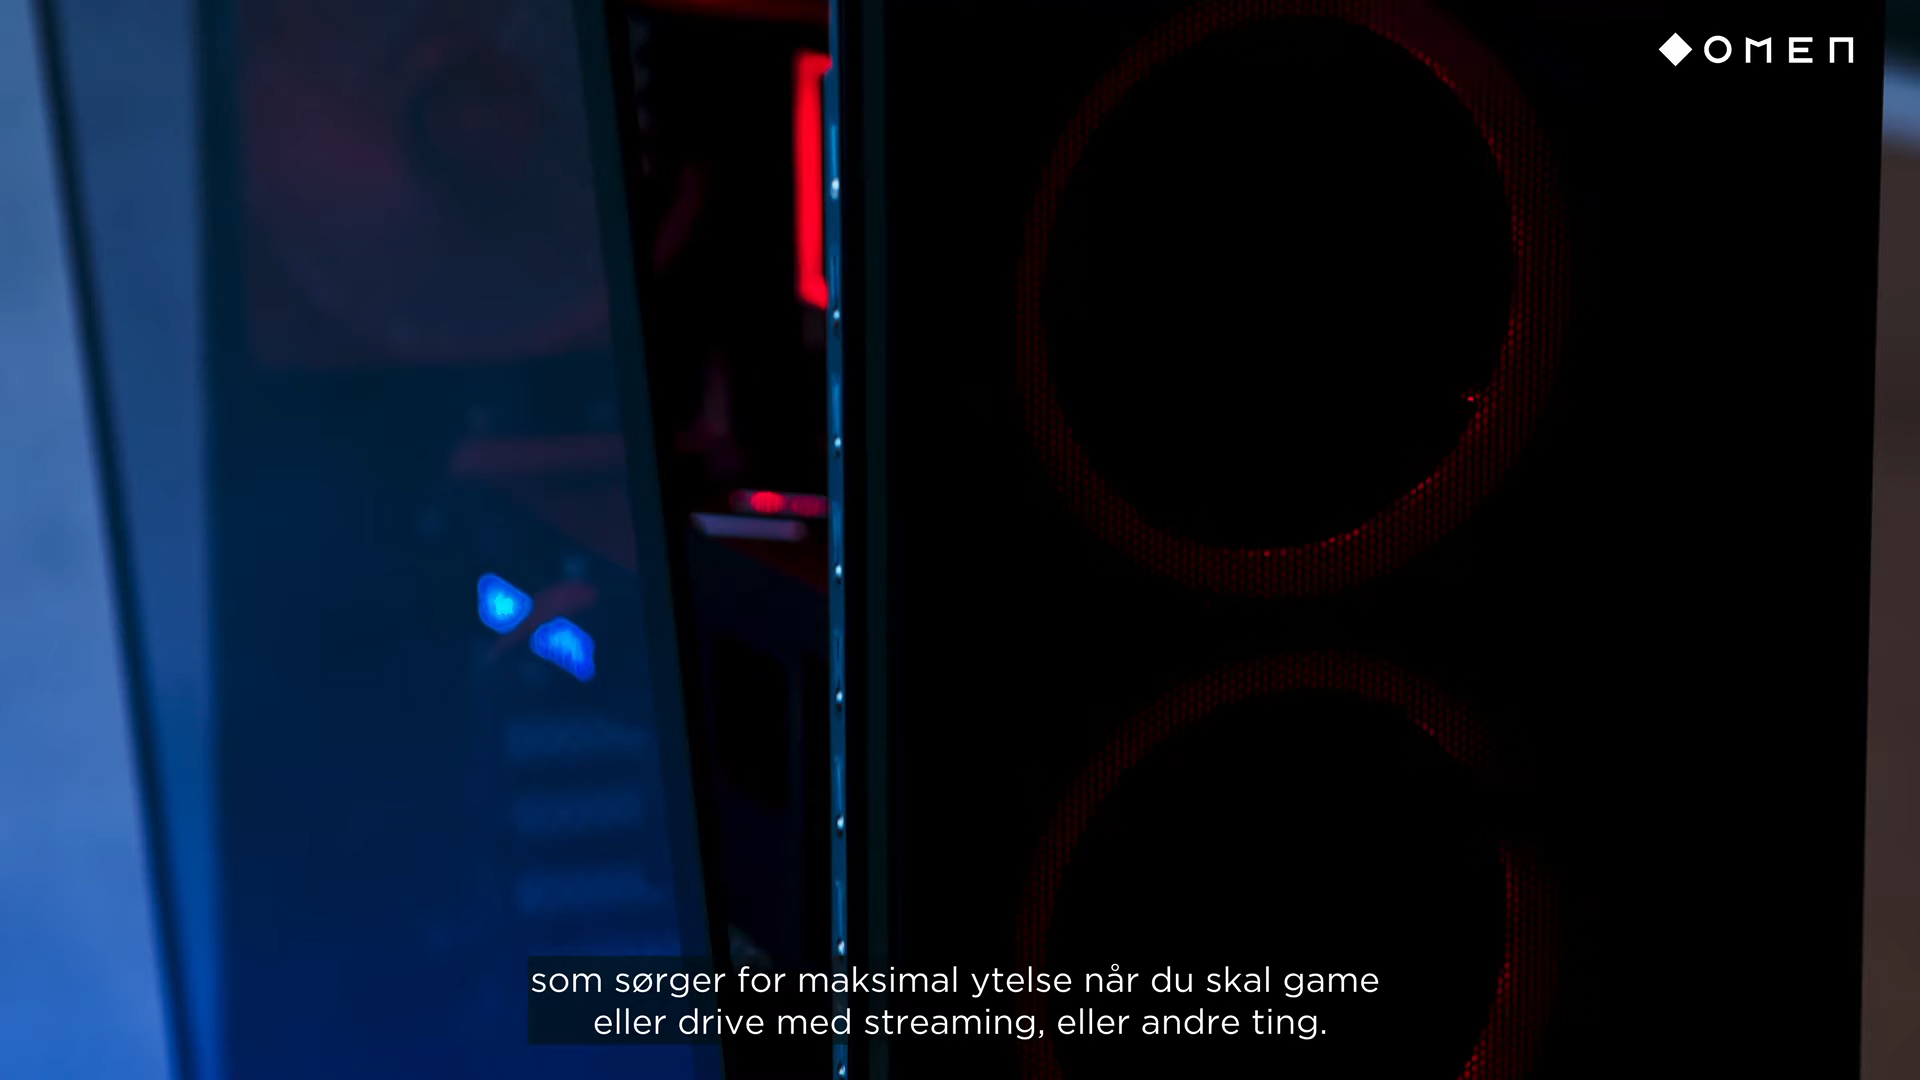 OMEN
som sørger for maksimal ytelse når du skal game
eller drive med streaming, eller andre ting.